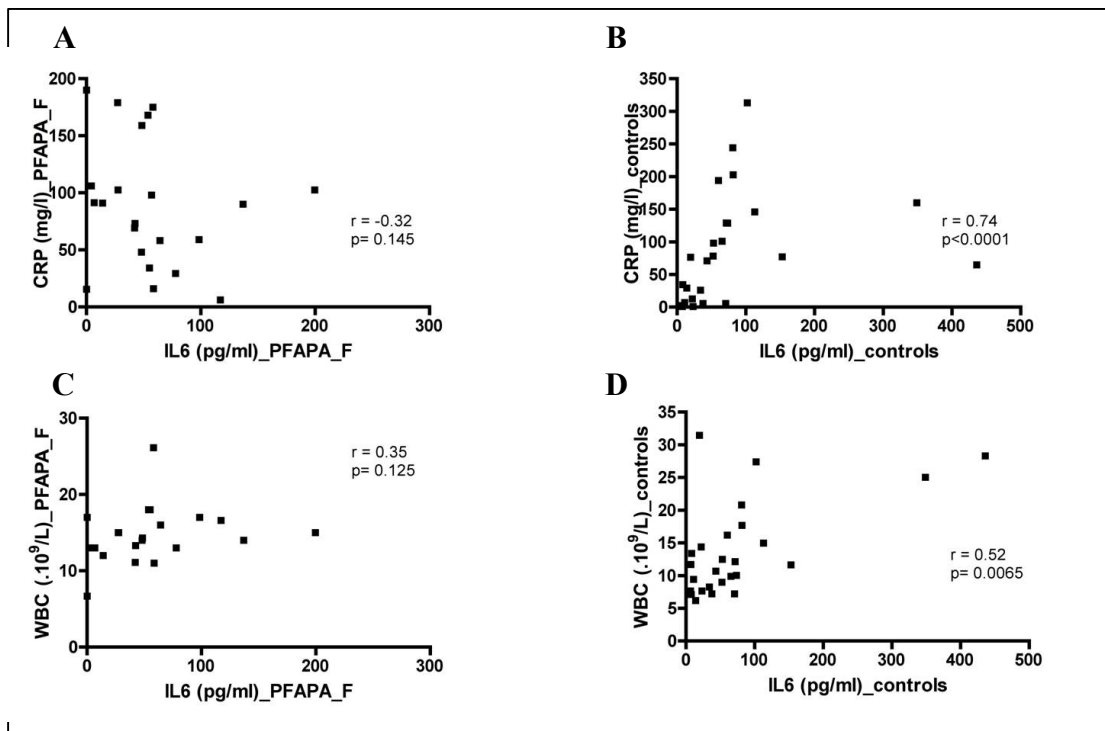 A
B
200
150
100
50
0
CRP (mg/l)_PFAPA_F
0
100
200
300
IL6 (pg/ml)_PFAPA_F
r = -0.32
p= 0.145
350
300
250
200
150
100
50
0
CRP (mg/l)_controls
0
100
200
300
400
500
IL6 (pg/ml)_controls
r = 0.74
p<0.0001
C
D
30
20
10
0
WBC (.10⁹/L)_PFAPA_F
0
100
200
300
IL6 (pg/ml)_PFAPA_F
r = 0.35
p= 0.125
35
30
25
20
15
10
5
0
WBC (.10⁹/L)_controls
0
100
200
300
400
500
IL6 (pg/ml)_controls
r = 0.52
p= 0.0065